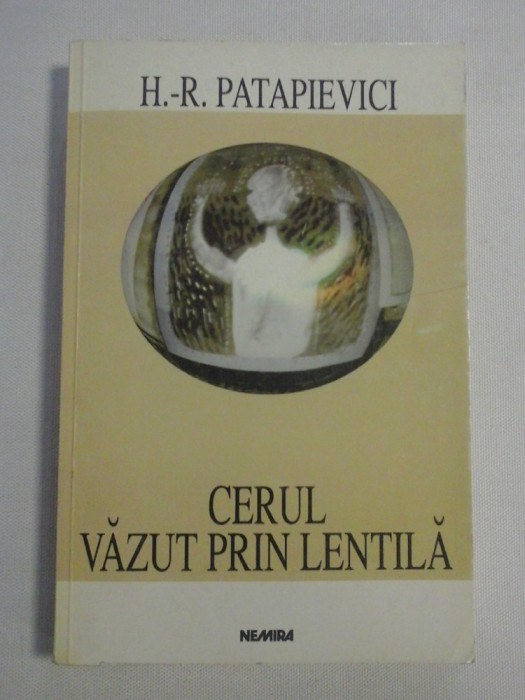 H.-R. PATAPIEVICI
CERUL
VĂZUT PRIN LENTILĂ
NEMIRA